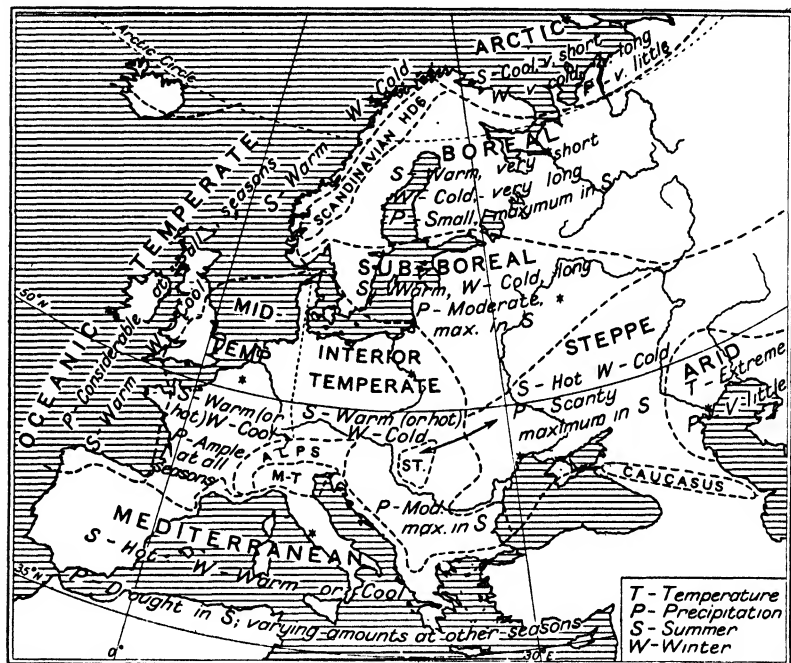 ARCTIC
S-Cool, v. short
W- v. cold, v. long
P- v. little
Arctic Circle
W-Cold
S-Warm
SCANDINAVIAN HDS
BOREAL
S-Warm, very short
W-Cold, very long
P-Small, maximum in S
OCEANIC TEMPERATE
P-Considerable at all seasons
S-Warm W-Cool
SUB-BOREAL
S-Warm, W-Cold, long
P-Moderate,
max. in S
50°N
MID-
TEMP
S-Warm (or
hot) W-Cool
P-Ample,
at all
seasons
INTERIOR
TEMPERATE
S-Warm (or hot)
W-Cold
P-Mod.
max. in S
STEPPE
S-Hot W-Cold
P-Scanty
maximum in S
ARID
T-Extreme
P-V-little
ALPS
M-T
ST.
CAUCASUS
MEDITERRANEAN
S-Hot W-Warm or Cool
P-Drought in S; varying amounts at other seasons
35°N
0°
30°E
T-Temperature
P-Precipitation
S-Summer
W-Winter